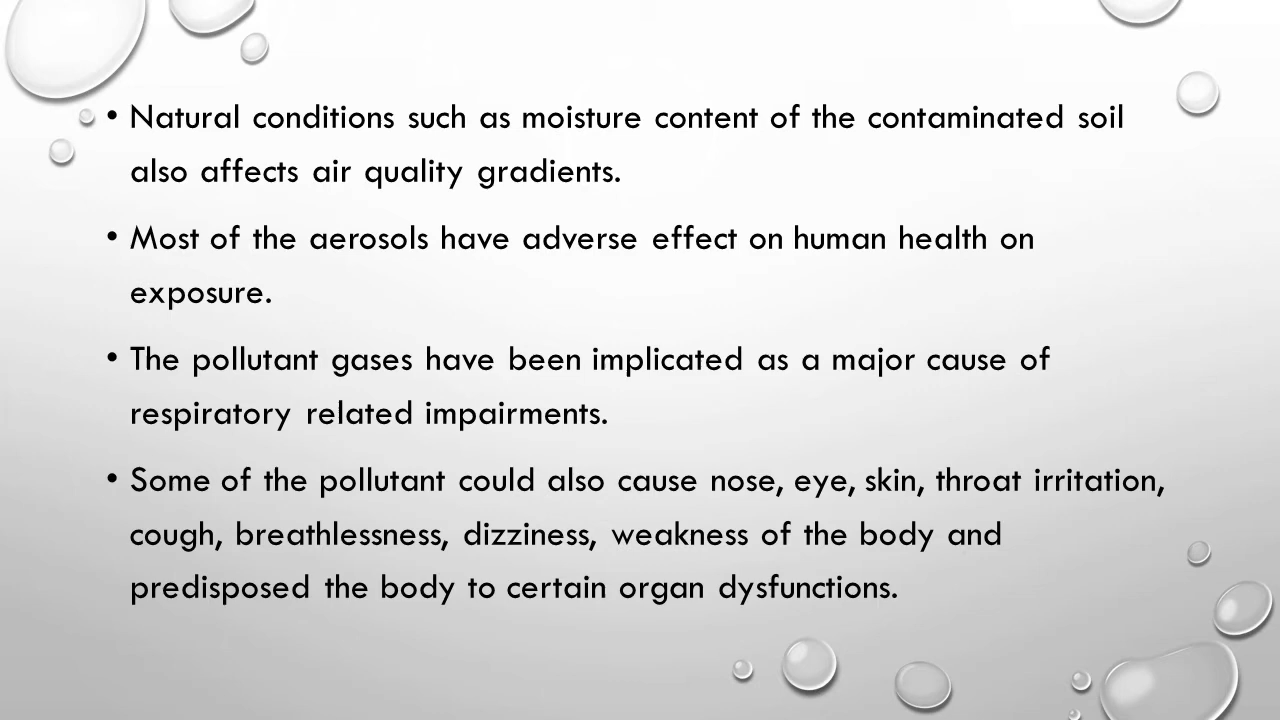 • Natural conditions such as moisture content of the contaminated soil
also affects air quality gradients.
• Most of the aerosols have adverse effect on human health on
exposure.
• The pollutant gases have been implicated as a major cause of
respiratory related impairments.
• Some of the pollutant could also cause nose, eye, skin, throat irritation,
cough, breathlessness, dizziness, weakness of the body and
predisposed the body to certain organ dysfunctions.